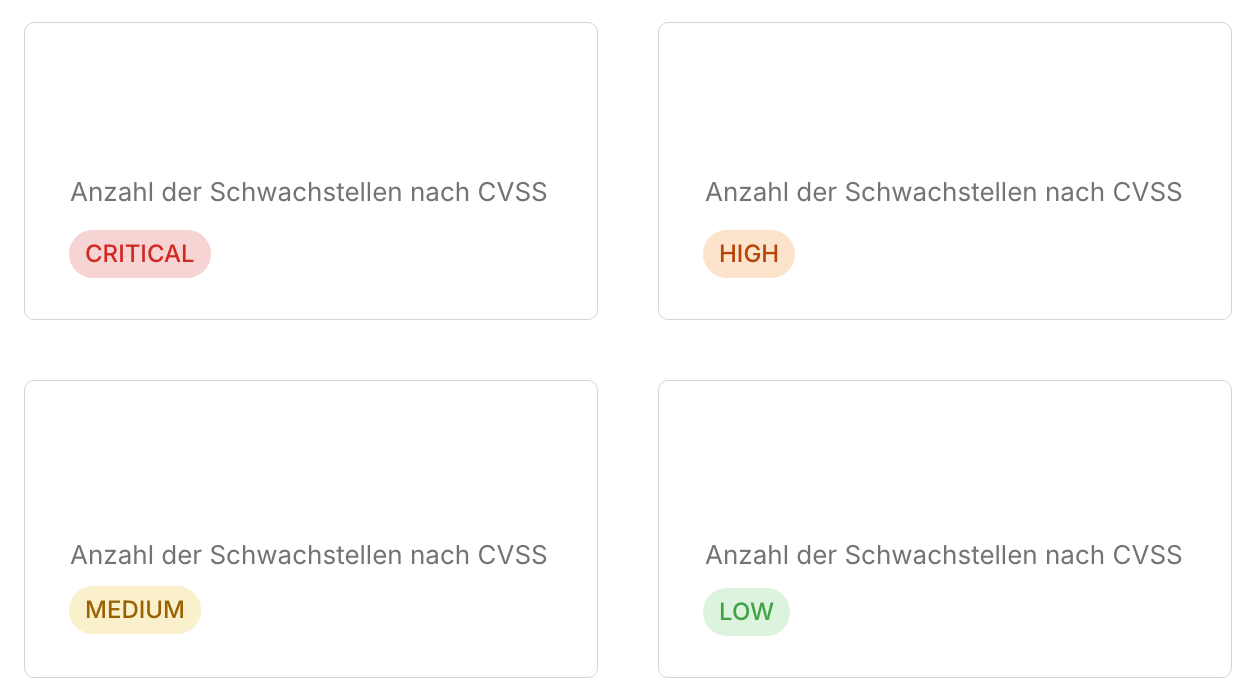 Anzahl der Schwachstellen nach CVSS
CRITICAL
Anzahl der Schwachstellen nach CVSS
HIGH
Anzahl der Schwachstellen nach CVSS
MEDIUM
Anzahl der Schwachstellen nach CVSS
LOW